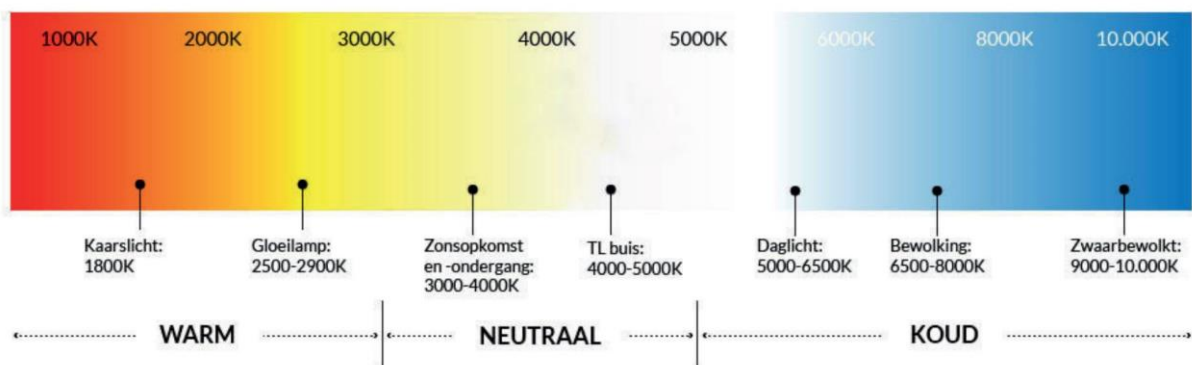 1000K 2000K 3000K 4000K 5000K 6000K 8000K 10.000K
Kaarslicht:
1800K
Gloeilamp:
2500-2900K
Zonsopkomst
en -ondergang:
3000-4000K
TL buis:
4000-5000K
Daglicht:
5000-6500K
Bewolking:
6500-8000K
Zwaarbewolkt:
9000-10.000K
WARM NEUTRAAL KOUD